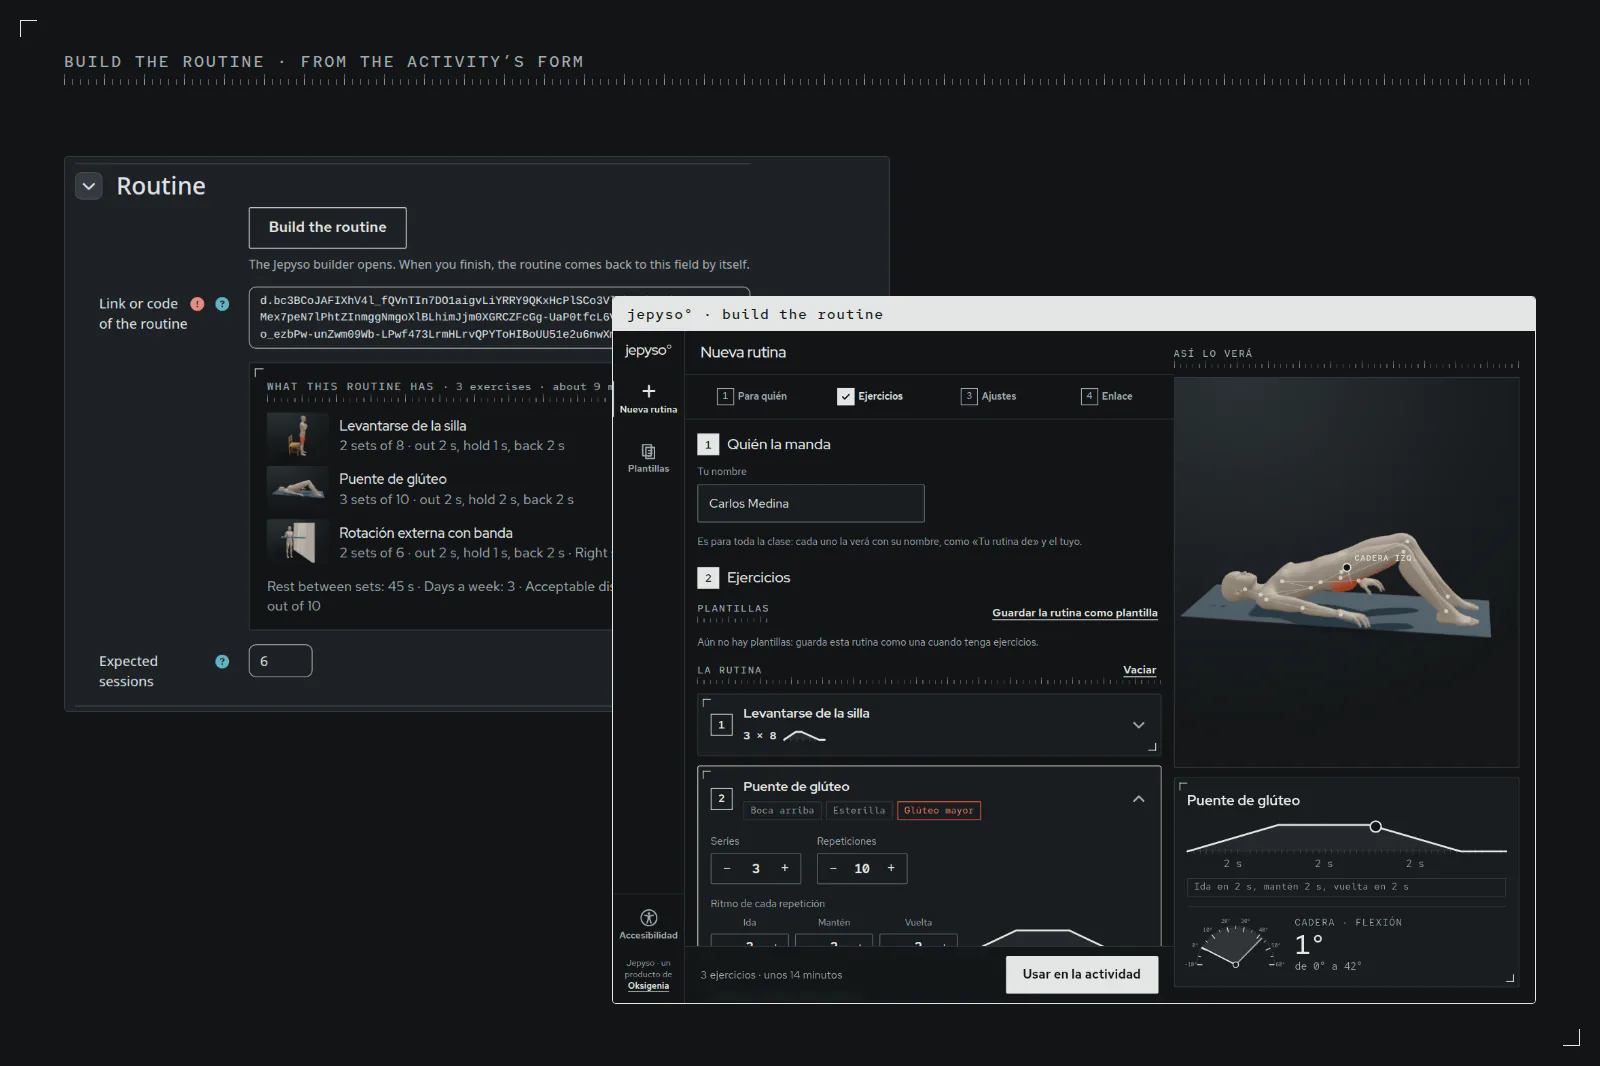 BUILD THE ROUTINE · FROM THE ACTIVITY'S FORM
Routine
Build the routine
The Jepyso builder opens. When you finish, the routine comes back to this field by itself.
Link or code
of the routine
WHAT THIS ROUTINE HAS · 3 exercises · about 9
Levantarse de la silla
2 sets of 8 · out 2 s, hold 1 s, back 2 s
Puente de glúteo
3 sets of 10 · out 2 s, hold 2 s, back 2 s
Rotación externa con banda
2 sets of 6 · out 2 s, hold 1 s, back 2 s · Right
Rest between sets: 45 s · Days a week: 3 · Acceptable
out of 10
Expected
sessions
6
jepyso° · build the routine
jepyso°
Nueva rutina
Plantillas
Accesibilidad
Jepyso · un
producto de
Oksigenia
Nueva rutina
1 Para quién
Ejercicios
3 Ajustes
4 Enlace
1 Quién la manda
Tu nombre
Carlos Medina
Es para toda la clase: cada uno la verá con su nombre, como «Tu rutina de» y el tuyo.
2 Ejercicios
PLANTILLAS
Guardar la rutina como plantilla
Aún no hay plantillas: guarda esta rutina como una cuando tenga ejercicios.
LA RUTINA
Vaciar
1
Levantarse de la silla
3 × 8
2
Puente de glúteo
Boca arriba
Esterilla
Glúteo mayor
Series
Repeticiones
− 3 +
− 10 +
Ritmo de cada repetición
Ida
Mantén
Vuelta
3 ejercicios · unos 14 minutos
Usar en la actividad
ASÍ LO VERÁ
CADERA IZQ.
Puente de glúteo
2 s
2 s
2 s
Ida en 2 s, mantén 2 s, vuelta en 2 s
CADERA · FLEXIÓN
1°
de 0° a 42°